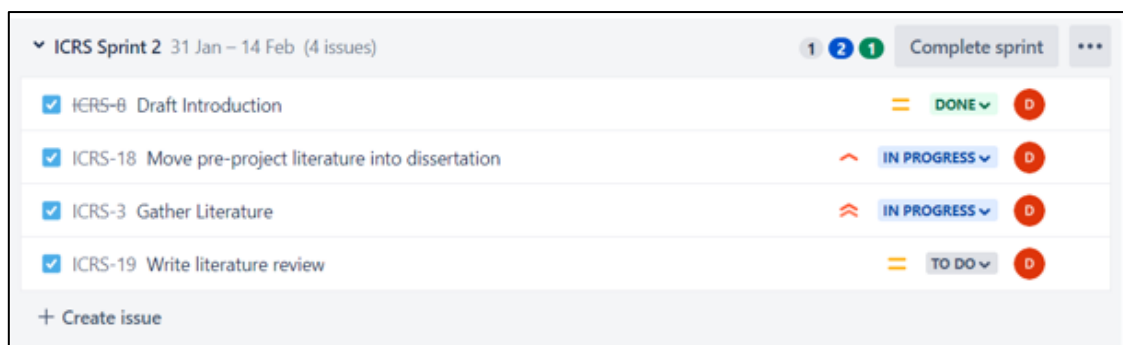 ICRS Sprint 2 31 Jan – 14 Feb (4 issues) 1 2 1 Complete sprint
ICRS-8 Draft Introduction DONE D
ICRS-18 Move pre-project literature into dissertation IN PROGRESS D
ICRS-3 Gather Literature IN PROGRESS D
ICRS-19 Write literature review TO DO D
+ Create issue